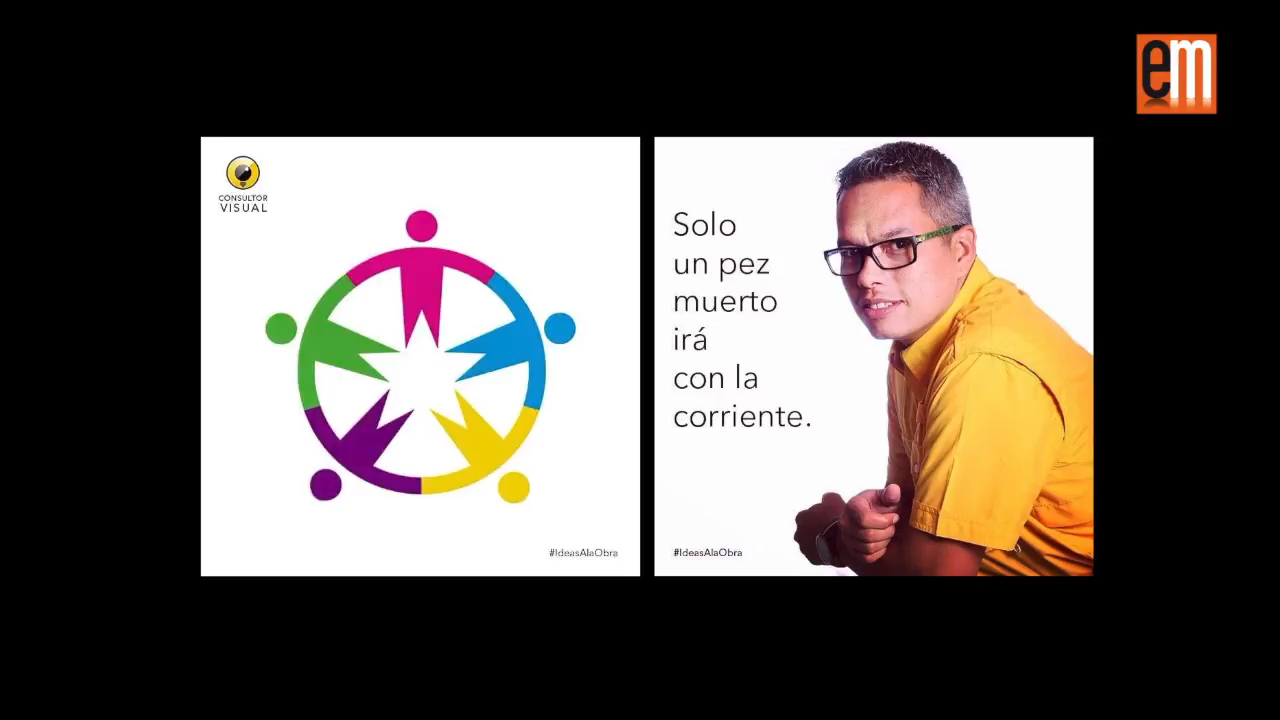 em
CONSULTOR
VISUAL
#IdeasAlaObra
Solo
un pez
muerto
irá
con la
corriente.
#IdeasAlaObra